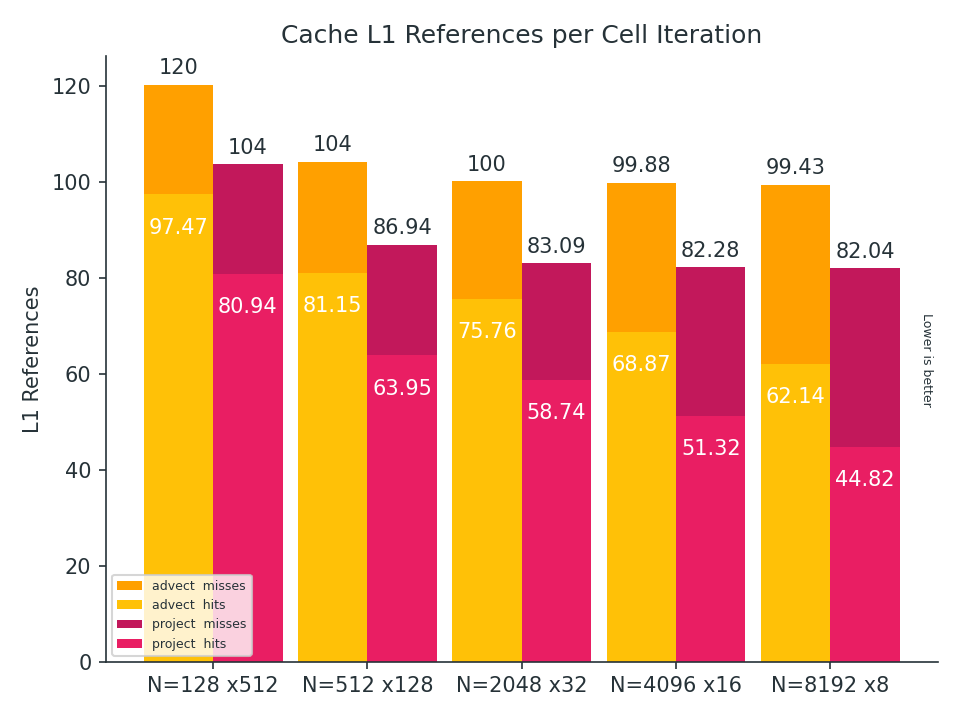 Cache L1 References per Cell Iteration
L1 References
120
100
80
60
40
20
0
120
104
104
86.94
100
83.09
99.88
82.28
99.43
82.04
97.47
80.94
81.15
63.95
75.76
58.74
68.87
51.32
62.14
44.82
Lower is better
advect  misses
advect  hits
project  misses
project  hits
N=128 x512
N=512 x128
N=2048 x32
N=4096 x16
N=8192 x8